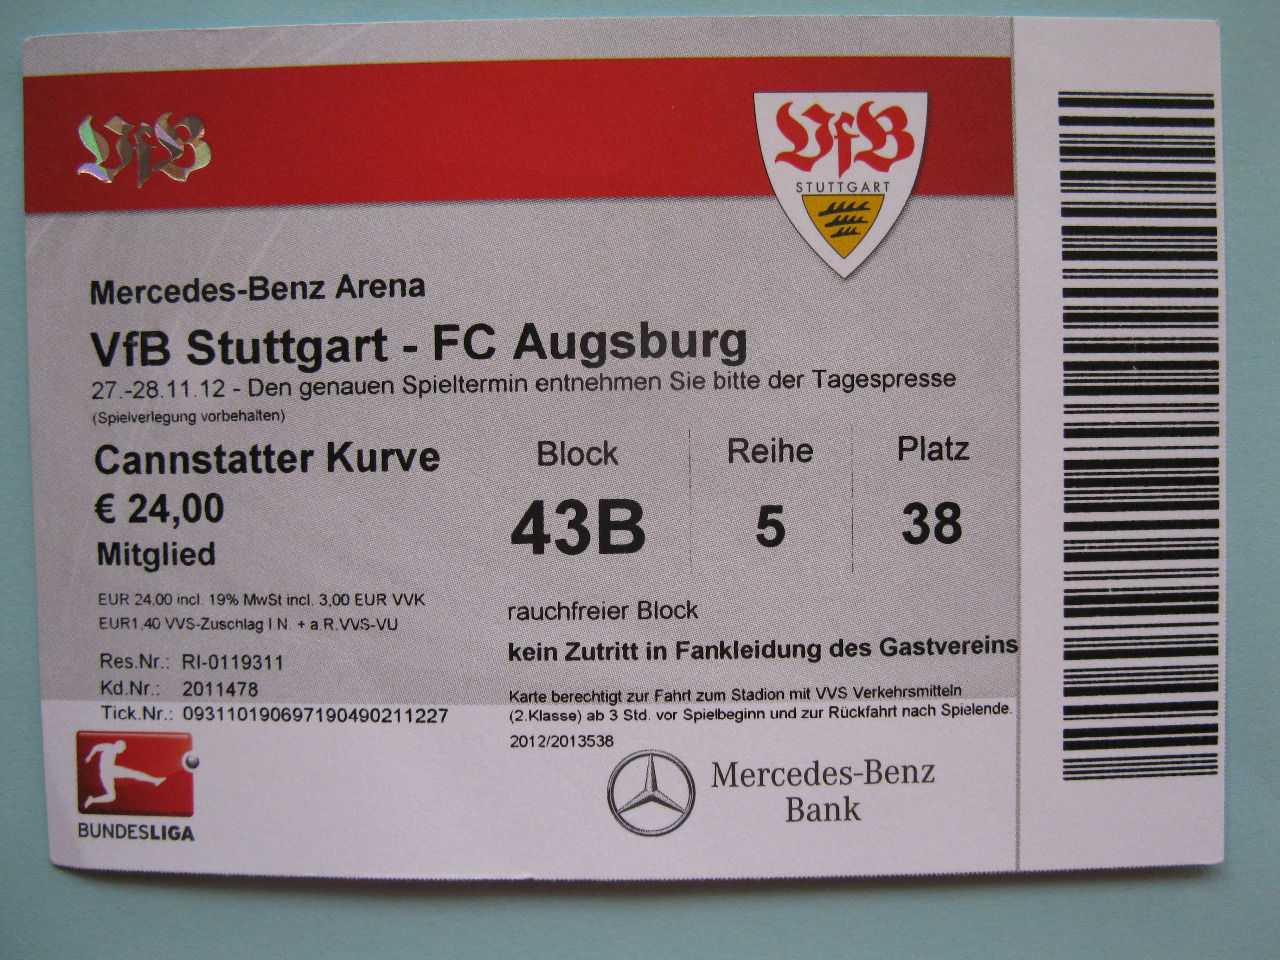 VfB
VfB
STUTTGART
Mercedes-Benz Arena
VfB Stuttgart - FC Augsburg
27.-28.11.12 - Den genauen Spieltermin entnehmen Sie bitte der Tagespresse
(Spielverlegung vorbehalten)
Cannstatter Kurve Block Reihe Platz
€ 24,00 43B 5 38
Mitglied
EUR 24.00 incl. 19% MwSt incl. 3,00 EUR VVK
EUR1,40 VVS-Zuschlag I.N. + a.R.VVS-VU
rauchfreier Block
kein Zutritt in Fankleidung des Gastvereins
Res.Nr.: RI-0119311
Kd.Nr.: 2011478
Tick.Nr.: 093110190697190490211227
Karte berechtigt zur Fahrt zum Stadion mit VVS Verkehrsmitteln
(2.Klasse) ab 3 Std. vor Spielbeginn und zur Rückfahrt nach Spielende.
2012/2013538
BUNDESLIGA
Mercedes-Benz
Bank